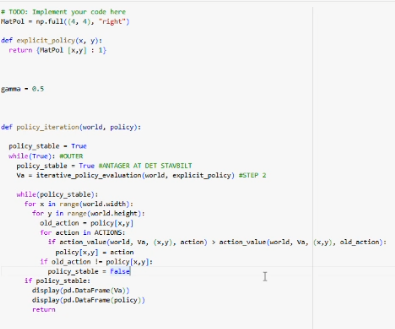 # TODO: Implement your code here
MatPol = np.full((4, 4), "right")
def explicit_policy(x, y):
return {MatPol [x,y] : 1}
gamma = 0.5
def policy_iteration(world, policy):
policy_stable = True
while(True): #OUTER
policy_stable = True #ANTAGER AT DET STAVBILT
Va = iterative_policy_evaluation(world, explicit_policy) #STEP 2
while(policy_stable):
for x in range(world.width):
for y in range(world.height):
old_action = policy[x,y]
for action in ACTIONS:
if action_value(world, Va, (x,y), action) > action_value(world, Va, (x,y), old_action):
policy[x,y] = action
if old_action != policy[x,y]:
policy_stable = False
if policy_stable:
display(pd.DataFrame(Va))
display(pd.DataFrame(policy))
return